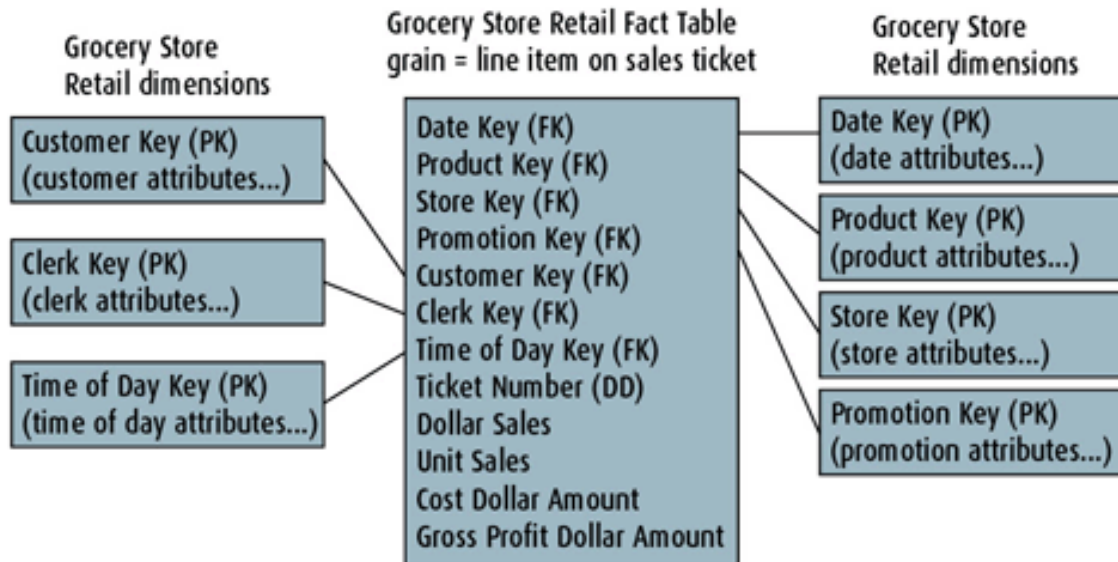 Grocery Store
Retail dimensions
Customer Key (PK)
(customer attributes...)
Clerk Key (PK)
(clerk attributes...)
Time of Day Key (PK)
(time of day attributes...)
Grocery Store Retail Fact Table
grain = line item on sales ticket
Date Key (FK)
Product Key (FK)
Store Key (FK)
Promotion Key (FK)
Customer Key (FK)
Clerk Key (FK)
Time of Day Key (FK)
Ticket Number (DD)
Dollar Sales
Unit Sales
Cost Dollar Amount
Gross Profit Dollar Amount
Grocery Store
Retail dimensions
Date Key (PK)
(date attributes...)
Product Key (PK)
(product attributes...)
Store Key (PK)
(store attributes...)
Promotion Key (PK)
(promotion attributes...)